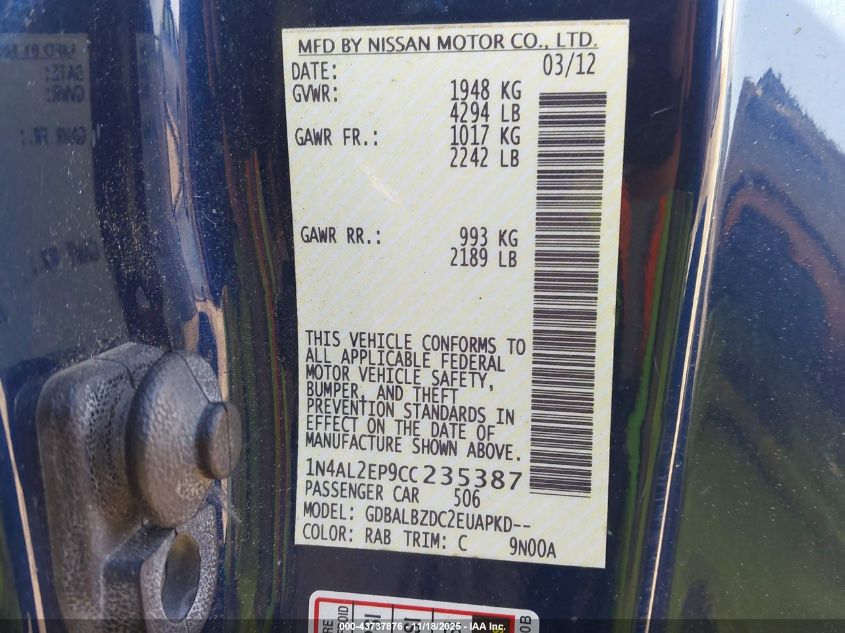 MFD BY NISSAN MOTOR CO., LTD.
DATE: 03/12
GVWR: 1948 KG
4294 LB
GAWR FR.: 1017 KG
2242 LB
GAWR RR.: 993 KG
2189 LB
THIS VEHICLE CONFORMS TO
ALL APPLICABLE FEDERAL
MOTOR VEHICLE SAFETY,
BUMPER, AND THEFT
PREVENTION STANDARDS IN
EFFECT ON THE DATE OF
MANUFACTURE SHOWN ABOVE.
1N4AL2EP9CC235387
PASSENGER CAR 506
MODEL: GDBALBZDC2EUAPKD--
COLOR: RAB TRIM: C 9N00A
© 00-43737876 - 11/18/2025 - IAA, Inc.